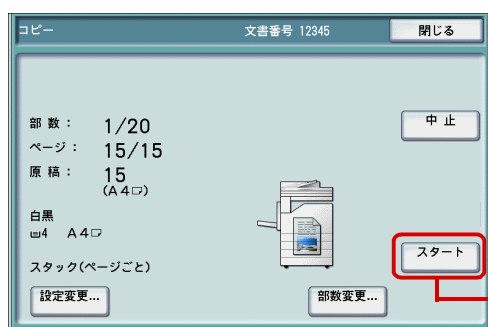 コピー 文書番号 12345 閉じる
部 数： 1/20
中 止
ページ： 15/15
原 稿： 15
(A4)
白黒
4 A4
スタート
スタック(ページごと)
設定変更... 部数変更...